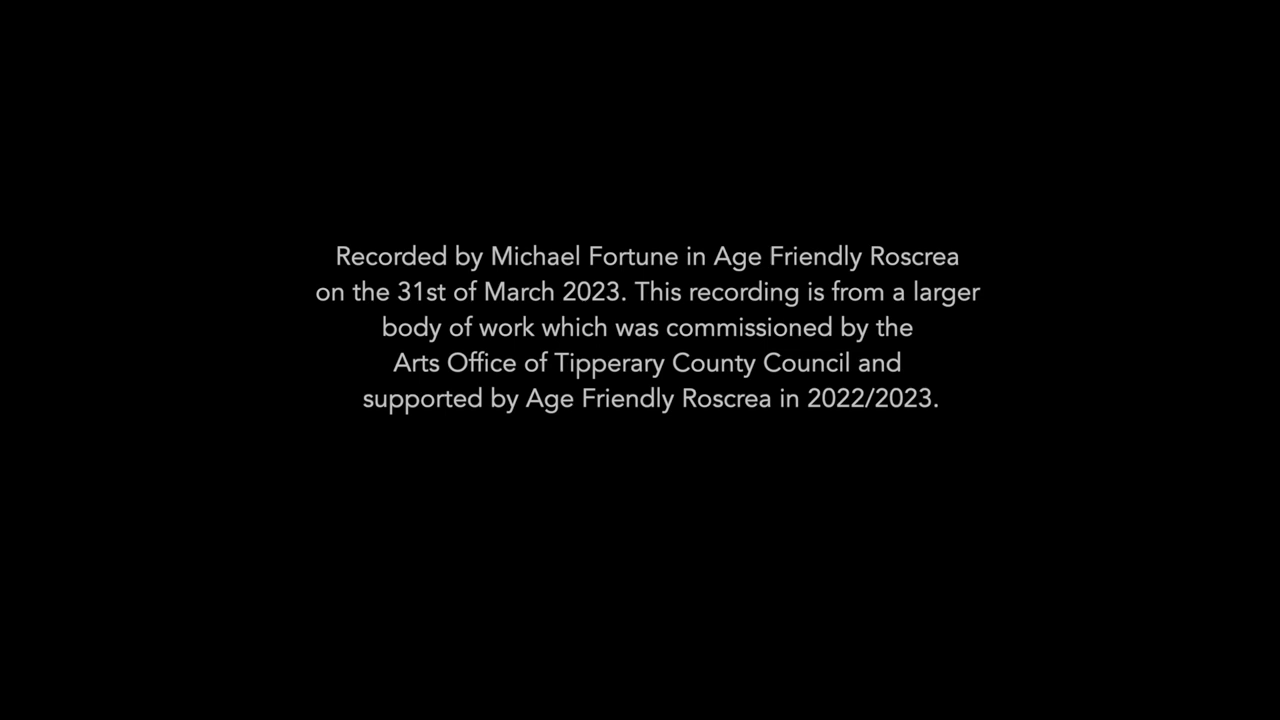 Recorded by Michael Fortune in Age Friendly Roscrea
on the 31st of March 2023. This recording is from a larger
body of work which was commissioned by the
Arts Office of Tipperary County Council and
supported by Age Friendly Roscrea in 2022/2023.